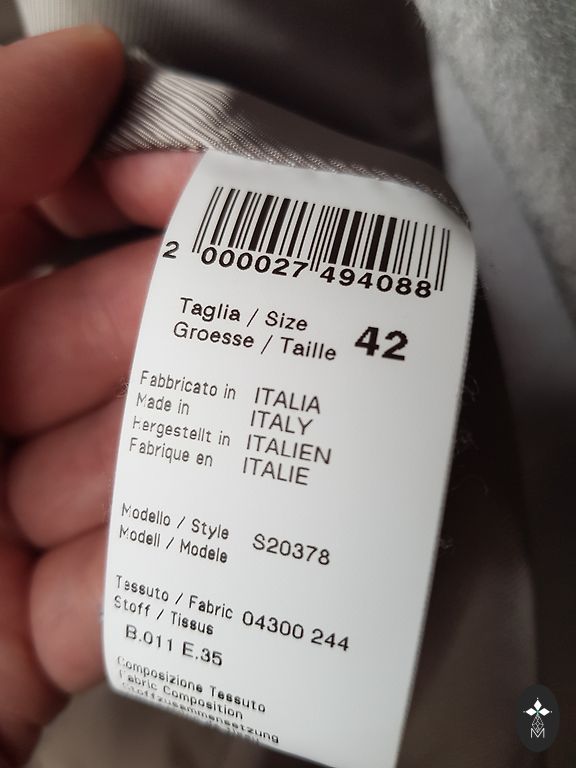 2 000027 494088
Taglia / Size
Groesse / Taille
42
Fabbricato in ITALIA
Made in ITALY
Hergestellt in ITALIEN
Fabrique en ITALIE
Modello / Style
Modell / Modele
S20378
Tessuto / Fabric
Stoff / Tissus
04300 244
B.011 E.35
Composizione Tessuto
Fabric Composition
Stoffzusammensetzung
M